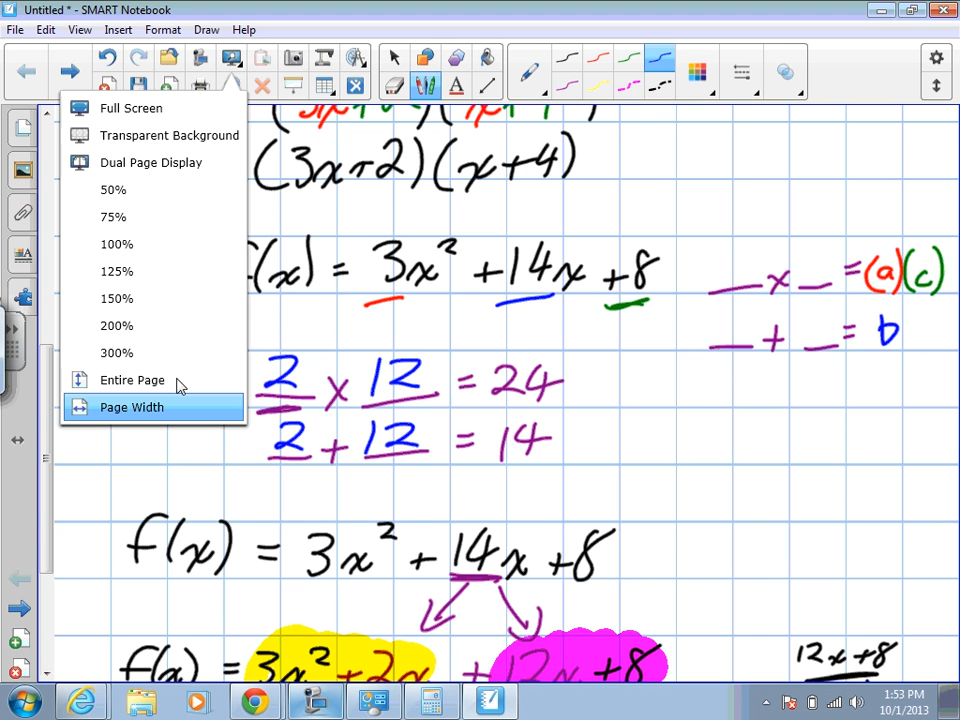 Untitled * - SMART Notebook
File Edit View Insert Format Draw Help
Full Screen
Transparent Background
Dual Page Display
50%
75%
100%
125%
150%
200%
300%
Entire Page
Page Width
(3x+2)(x+4)
f(x) = 3x² +14x +8
__ x __ =(a)(c)
__ + __ = b
2 x 12 = 24
2 + 12 = 14
f(x) = 3x² + 14x +8
f(x) = 3x² + 2x + 12x +8
12x +8
1:53 PM
10/1/2013